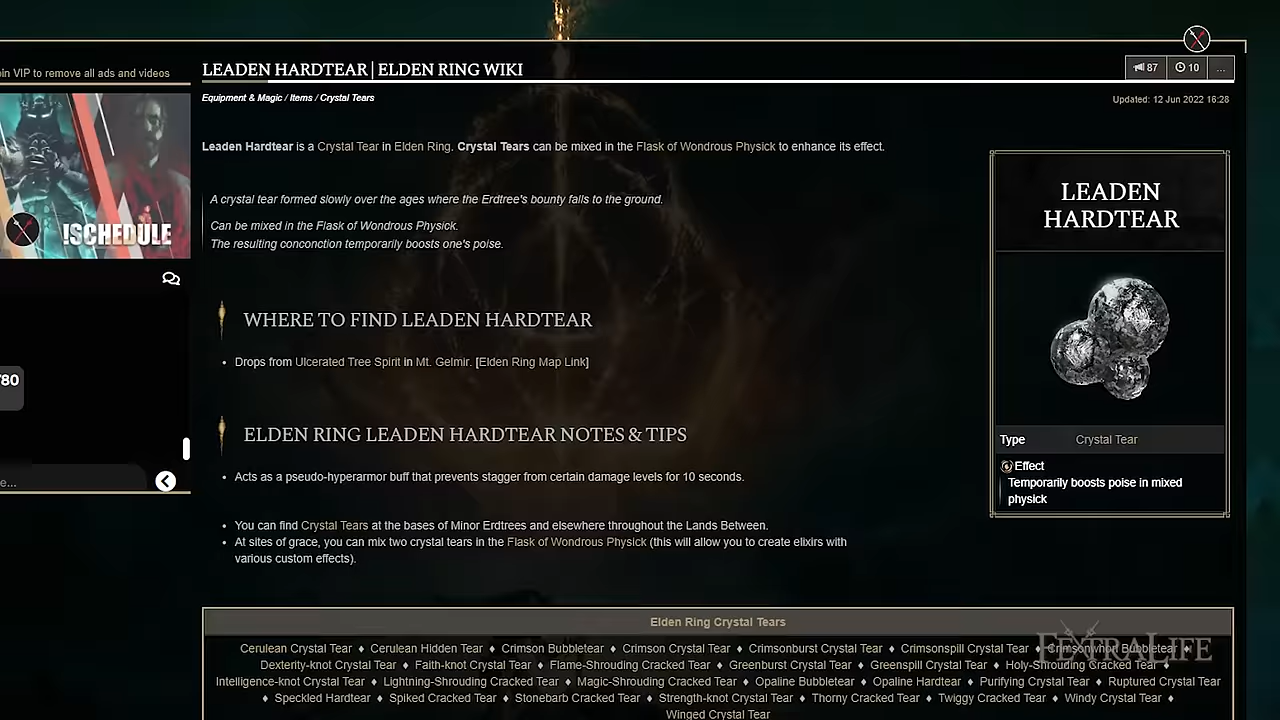 in VIP to remove all ads and videos
!SCHEDULE
780
e...
LEADEN HARDTEAR | ELDEN RING WIKI
87
10
...
Equipment & Magic / Items / Crystal Tears
Updated: 12 Jun 2022 16:28
Leaden Hardtear is a Crystal Tear in Elden Ring. Crystal Tears can be mixed in the Flask of Wondrous Physick to enhance its effect.
A crystal tear formed slowly over the ages where the Erdtree's bounty falls to the ground.
Can be mixed in the Flask of Wondrous Physick.
The resulting conconction temporarily boosts one's poise.
WHERE TO FIND LEADEN HARDTEAR
• Drops from Ulcerated Tree Spirit in Mt. Gelmir. [Elden Ring Map Link]
ELDEN RING LEADEN HARDTEAR NOTES & TIPS
• Acts as a pseudo-hyperarmor buff that prevents stagger from certain damage levels for 10 seconds.
• You can find Crystal Tears at the bases of Minor Erdtrees and elsewhere throughout the Lands Between.
• At sites of grace, you can mix two crystal tears in the Flask of Wondrous Physick (this will allow you to create elixirs with
various custom effects).
LEADEN
HARDTEAR
Type Crystal Tear
Effect
Temporarily boosts poise in mixed
physick
Elden Ring Crystal Tears
Cerulean Crystal Tear ♦ Cerulean Hidden Tear ♦ Crimson Bubbletear ♦ Crimson Crystal Tear ♦ Crimsonburst Crystal Tear ♦ Crimsonspill Crystal Tear ♦ Crimsonwhorl Bubbletear ♦
Dexterity-knot Crystal Tear ♦ Faith-knot Crystal Tear ♦ Flame-Shrouding Cracked Tear ♦ Greenburst Crystal Tear ♦ Greenspill Crystal Tear ♦ Holy-Shrouding Cracked Tear ♦
Intelligence-knot Crystal Tear ♦ Lightning-Shrouding Cracked Tear ♦ Magic-Shrouding Cracked Tear ♦ Opaline Bubbletear ♦ Opaline Hardtear ♦ Purifying Crystal Tear ♦ Ruptured Crystal Tear
♦ Speckled Hardtear ♦ Spiked Cracked Tear ♦ Stonebarb Cracked Tear ♦ Strength-knot Crystal Tear ♦ Thorny Cracked Tear ♦ Twiggy Cracked Tear ♦ Windy Crystal Tear ♦
Winged Crystal Tear
FEXTRALIFE